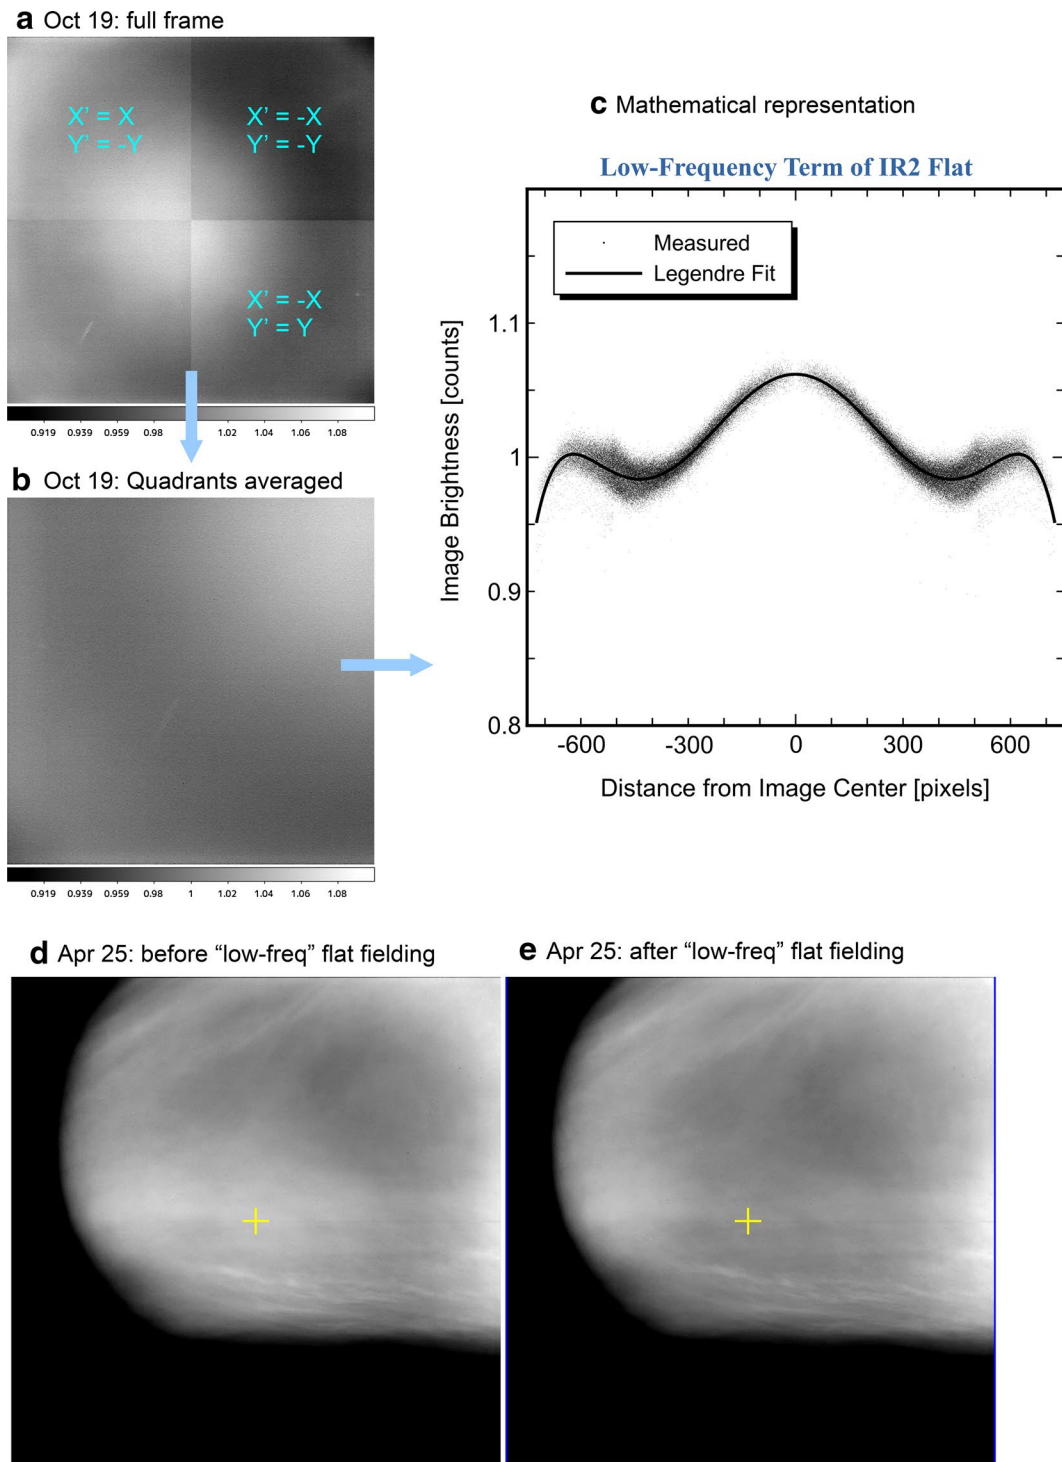 a Oct 19: full frame
X' = X
Y' = -Y
X' = -X
Y' = -Y
X' = -X
Y' = Y
0.919 0.939 0.959 0.98 1.02 1.04 1.06 1.08
b Oct 19: Quadrants averaged
0.919 0.939 0.959 0.98 1 1.02 1.04 1.06 1.08
c Mathematical representation
Low-Frequency Term of IR2 Flat
Measured
Legendre Fit
Image Brightness [counts]
1.1
1
0.9
0.8
-600 -300 0 300 600
Distance from Image Center [pixels]
d Apr 25: before “low-freq” flat fielding
e Apr 25: after “low-freq” flat fielding